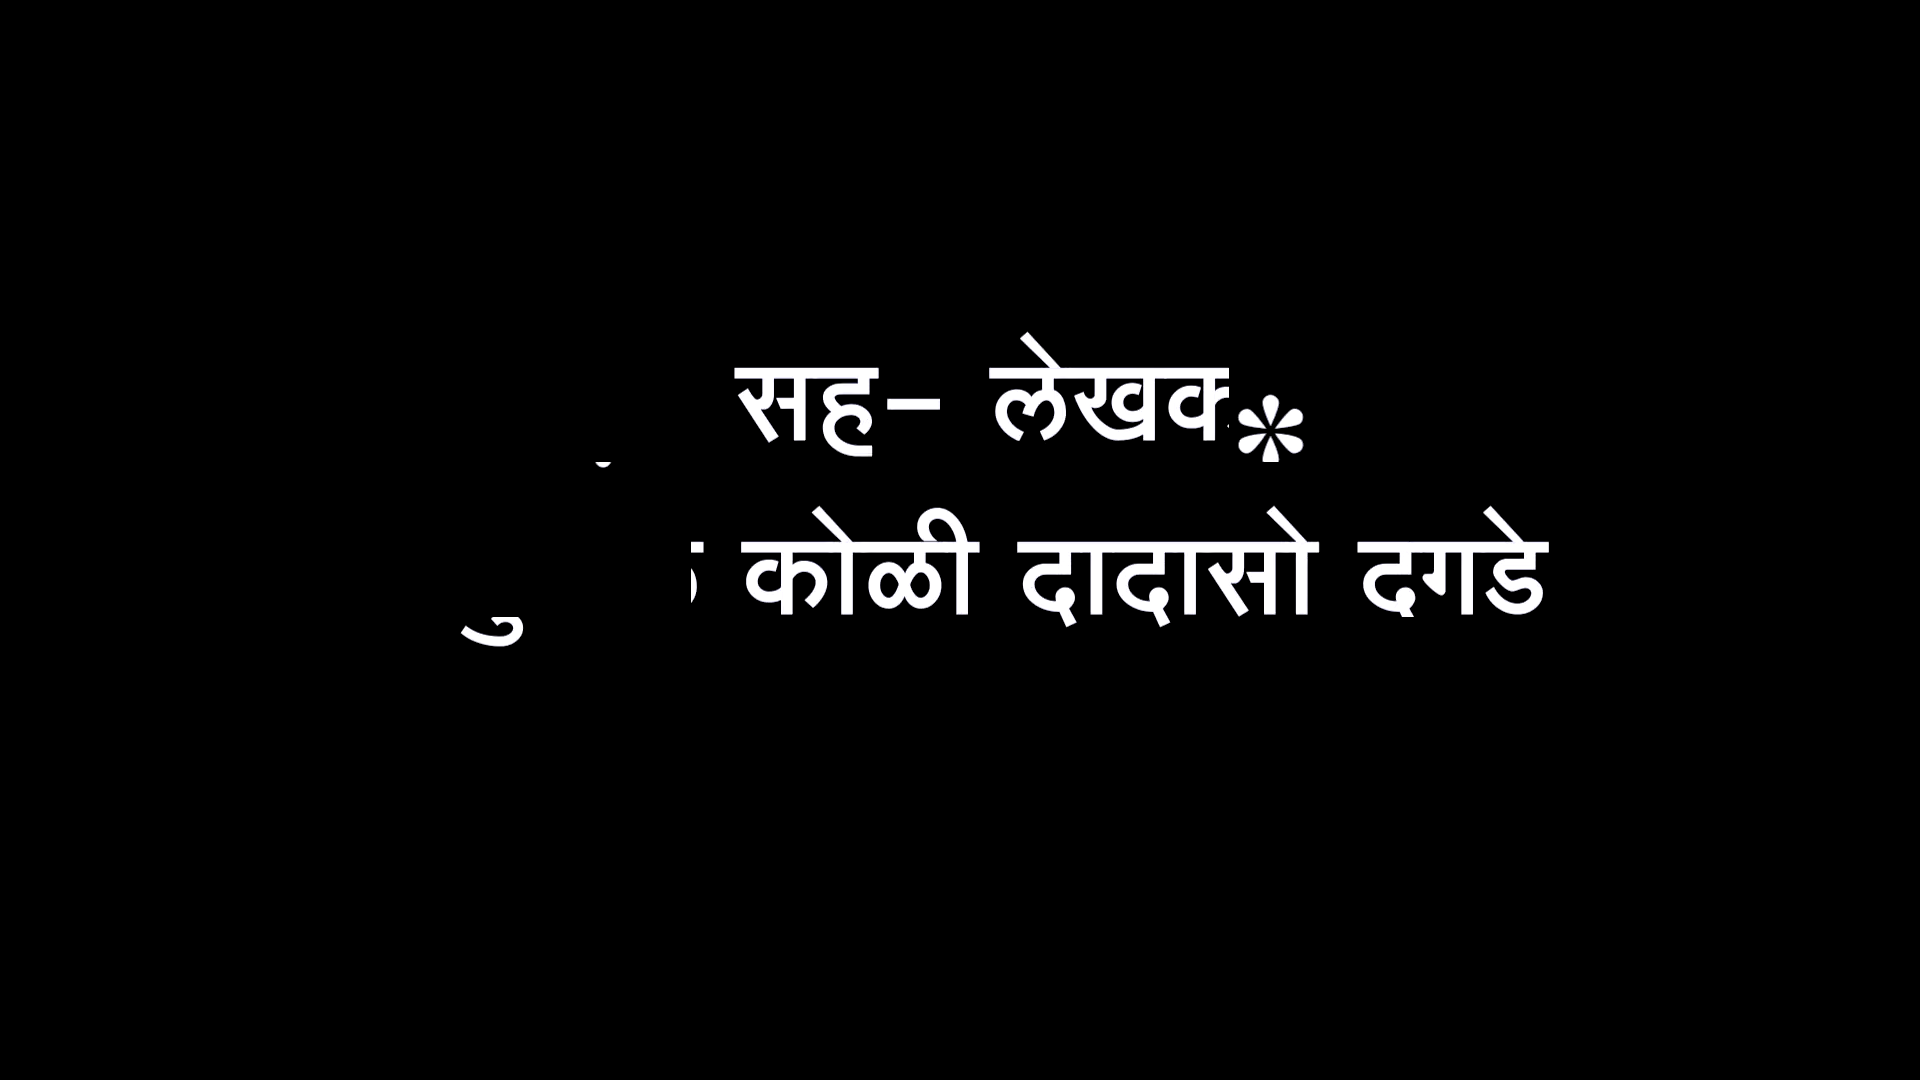 सह- लेखक*
कोळी दादासो दगडे